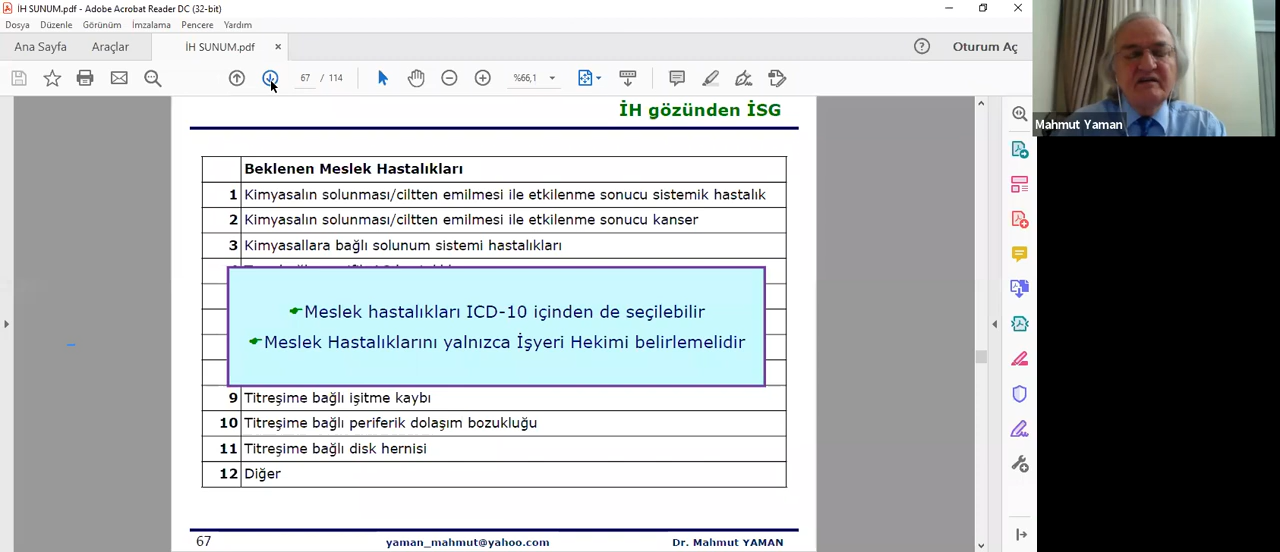 İH SUNUM.pdf - Adobe Acrobat Reader DC (32-bit)
Dosya Düzenle Görünüm İmzalama Pencere Yardım
Ana Sayfa Araçlar İH SUNUM.pdf × Oturum Aç
67 / 114 %66,1
Mahmut Yaman
İH gözünden İSG
Beklenen Meslek Hastalıkları
1 Kimyasalın solunması/ciltten emilmesi ile etkilenme sonucu sistemik hastalık
2 Kimyasalın solunması/ciltten emilmesi ile etkilenme sonucu kanser
3 Kimyasallara bağlı solunum sistemi hastalıkları
Meslek hastalıkları ICD-10 içinden de seçilebilir
Meslek Hastalıklarını yalnızca İşyeri Hekimi belirlemelidir
9 Titreşime bağlı işitme kaybı
10 Titreşime bağlı periferik dolaşım bozukluğu
11 Titreşime bağlı disk hernisi
12 Diğer
67 yaman_mahmut@yahoo.com Dr. Mahmut YAMAN